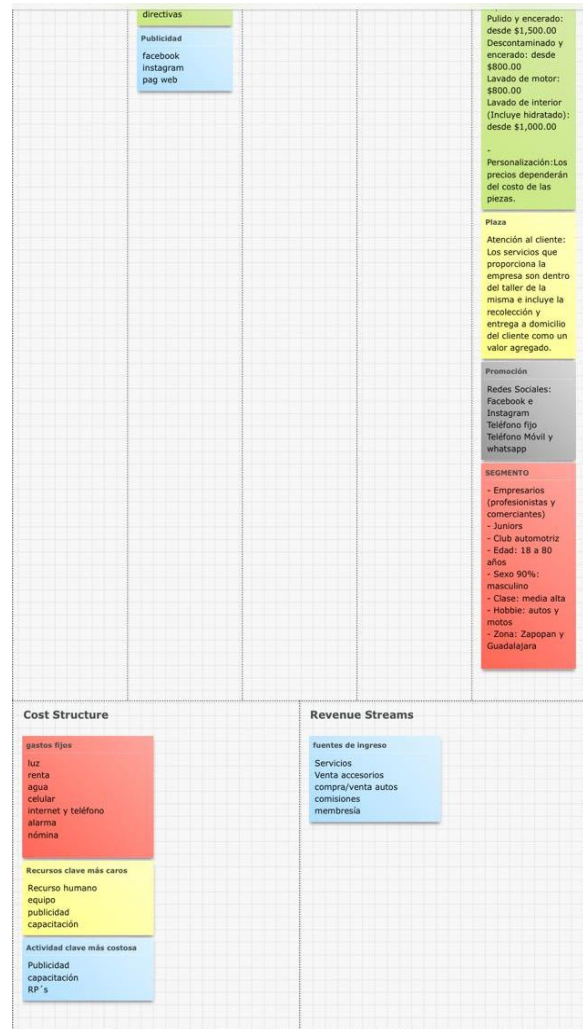 directivas
Publicidad
facebook
instagram
pag web
Pulido y encerado:
desde $1,500.00
Descontaminado y
encerado: desde
$800.00
Lavado de motor:
$800.00
Lavado de interior
(Incluye hidratado):
desde $1,000.00
-
Personalización:Los
precios dependerán
del costo de las
piezas.
Plaza
Atención al cliente:
Los servicios que
proporciona la
empresa son dentro
del taller de la
misma e incluye la
recolección y
entrega a domicilio
del cliente como un
valor agregado.
Promoción
Redes Sociales:
Facebook e
Instagram
Teléfono fijo
Teléfono Móvil y
whatsapp
SEGMENTO
- Empresarios
(profesionistas y
comerciantes)
- Juniors
- Club automotriz
- Edad: 18 a 80
años
- Sexo 90%:
masculino
- Clase: media alta
- Hobbie: autos y
motos
- Zona: Zapopan y
Guadalajara
Cost Structure
gastos fijos
luz
renta
agua
celular
internet y teléfono
alarma
nómina
Recursos clave más caros
Recurso humano
equipo
publicidad
capacitación
Actividad clave más costosa
Publicidad
capacitación
RP´s
Revenue Streams
fuentes de ingreso
Servicios
Venta accesorios
compra/venta autos
comisiones
membresía